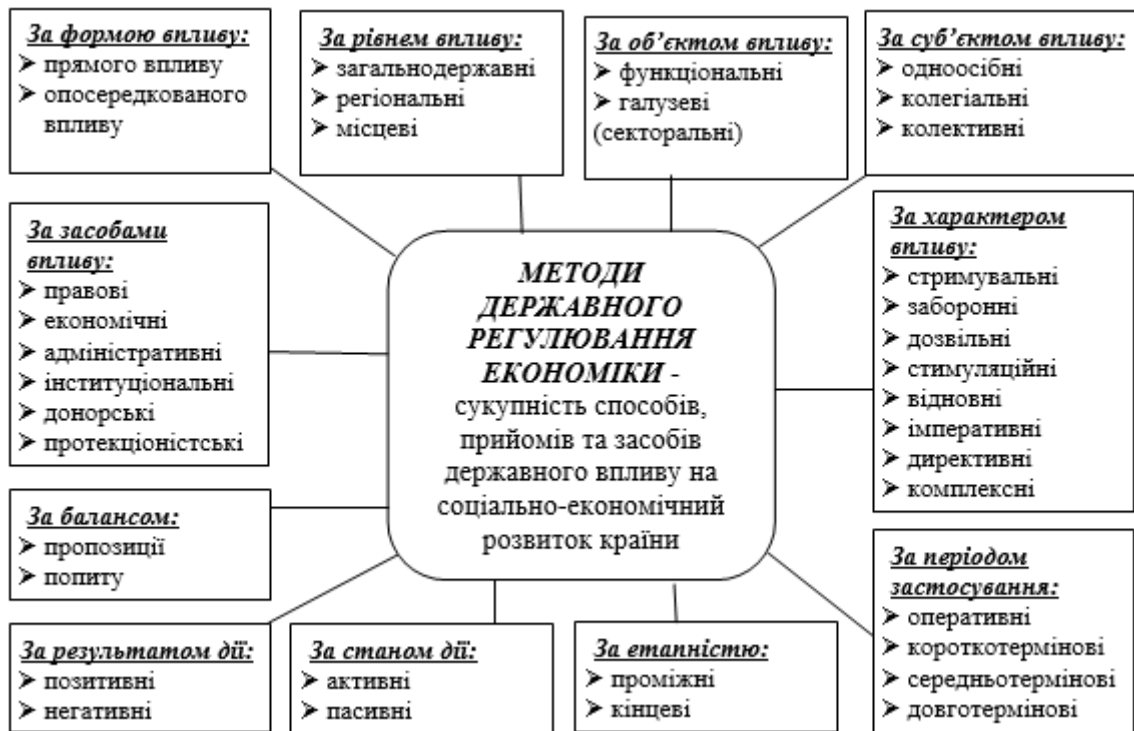 За формою впливу:
➤ прямого впливу
➤ опосередкованого
впливу
За рівнем впливу:
➤ загальнодержавні
➤ регіональні
➤ місцеві
За об’єктом впливу:
➤ функціональні
➤ галузеві
(секторальні)
За суб’єктом впливу:
➤ одноосібні
➤ колегіальні
➤ колективні
За засобами
впливу:
➤ правові
➤ економічні
➤ адміністративні
➤ інституціональні
➤ донорські
➤ протекціоністські
МЕТОДИ
ДЕРЖАВНОГО
РЕГУЛЮВАННЯ
ЕКОНОМІКИ -
сукупність способів,
прийомів та засобів
державного впливу на
соціально-економічний
розвиток країни
За характером
впливу:
➤ стримувальні
➤ заборонні
➤ дозвільні
➤ стимуляційні
➤ відновні
➤ імперативні
➤ директивні
➤ комплексні
За балансом:
➤ пропозиції
➤ попиту
За результатом дії:
➤ позитивні
➤ негативні
За станом дії:
➤ активні
➤ пасивні
За етапністю:
➤ проміжні
➤ кінцеві
За періодом
застосування:
➤ оперативні
➤ короткотермінові
➤ середньотермінові
➤ довготермінові